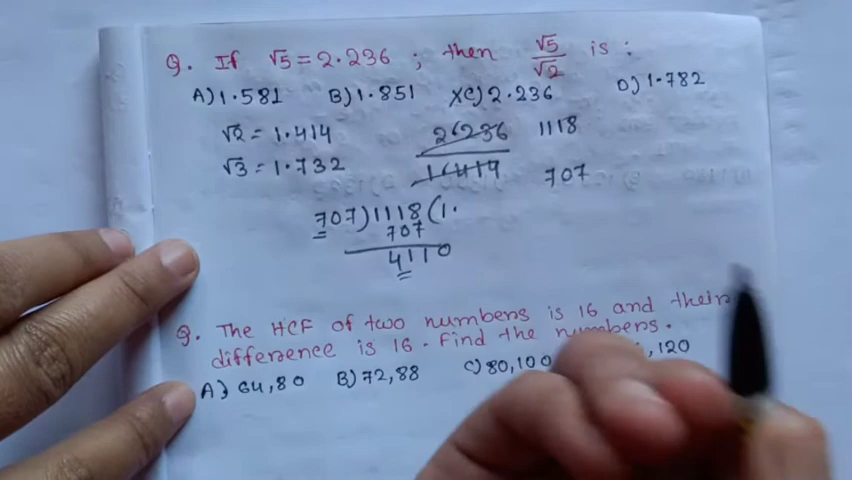 Q. If √5 = 2.236 ; then √5/√2 is :
A) 1.581 B) 1.851 XC) 2.236 D) 1.782
√2 = 1.414 2.236 1118
√3 = 1.732 1.414 707
707)1118(1.
707
4110
Q. The HCF of two numbers is 16 and their
difference is 16. Find the numbers.
A) 64,80 B) 72,88 C) 80,100 ,120